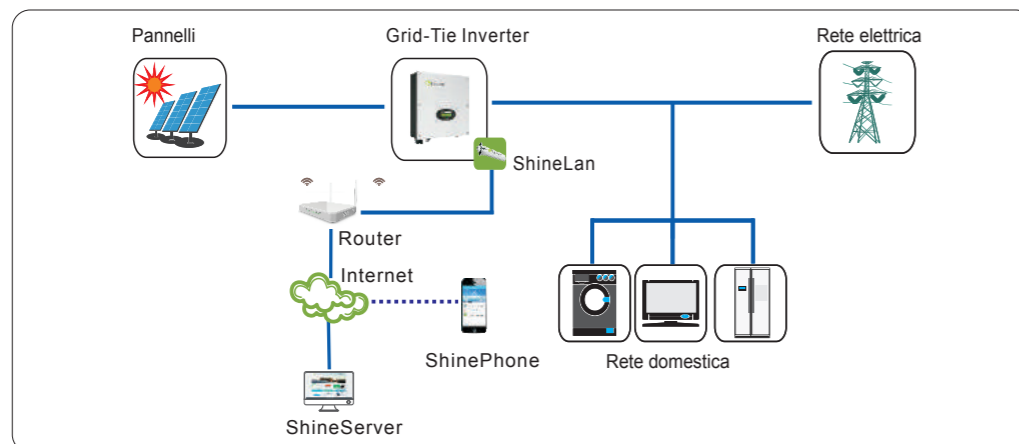 Pannelli
Grid-Tie Inverter
Rete elettrica
ShineLan
Router
Internet
ShinePhone
Rete domestica
ShineServer